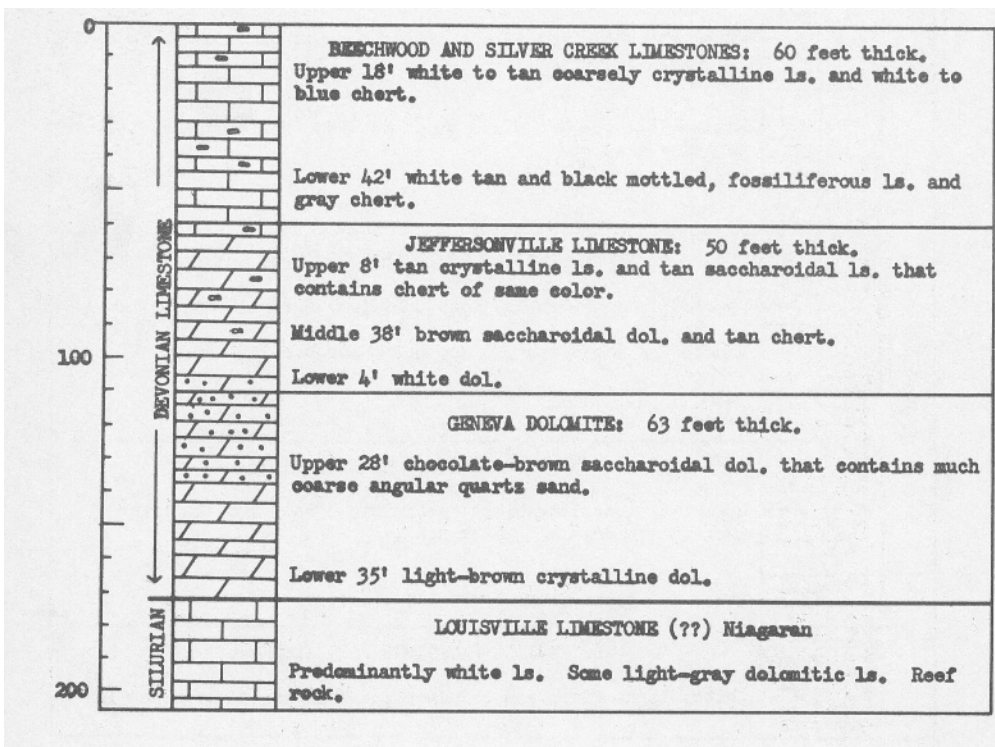 0
BEECHWOOD AND SILVER CREEK LIMESTONES: 60 feet thick.
Upper 18' white to tan coarsely crystalline ls. and white to
blue chert.
Lower 42' white tan and black mottled, fossiliferous ls. and
gray chert.
JEFFERSONVILLE LIMESTONE: 50 feet thick.
Upper 8' tan crystalline ls. and tan saccharoidal ls. that
contains chert of same color.
DEVONIAN LIMESTONE
Middle 38' brown saccharoidal dol. and tan chert.
100
Lower 4' white dol.
GENEVA DOLOMITE: 63 feet thick.
Upper 28' chocolate-brown saccharoidal dol. that contains much
coarse angular quartz sand.
Lower 35' light-brown crystalline dol.
SILURIAN
LOUISVILLE LIMESTONE (??) Niagaran
Predominantly white ls. Some light-gray dolomitic ls. Reef
rock.
200